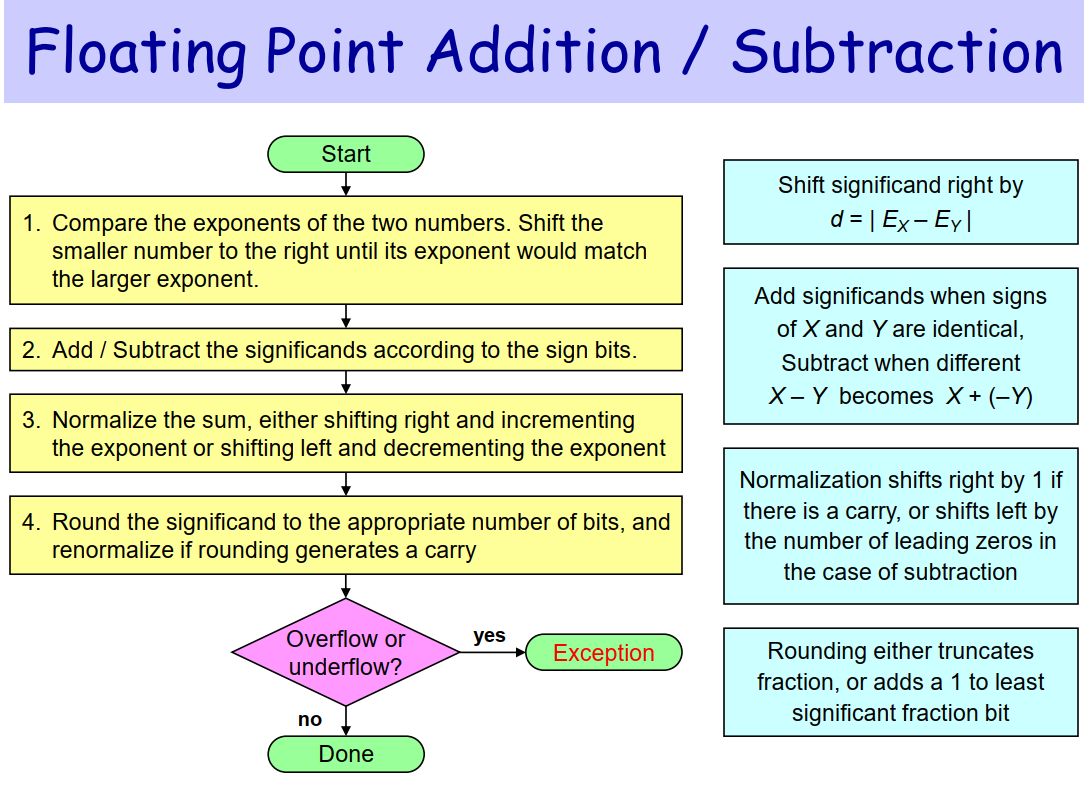 Floating Point Addition / Subtraction
Start
1. Compare the exponents of the two numbers. Shift the
smaller number to the right until its exponent would match
the larger exponent.
2. Add / Subtract the significands according to the sign bits.
3. Normalize the sum, either shifting right and incrementing
the exponent or shifting left and decrementing the exponent
4. Round the significand to the appropriate number of bits, and
renormalize if rounding generates a carry
Overflow or
underflow?
yes
Exception
no
Done
Shift significand right by
d = | EX – EY |
Add significands when signs
of X and Y are identical,
Subtract when different
X – Y becomes X + (–Y)
Normalization shifts right by 1 if
there is a carry, or shifts left by
the number of leading zeros in
the case of subtraction
Rounding either truncates
fraction, or adds a 1 to least
significant fraction bit